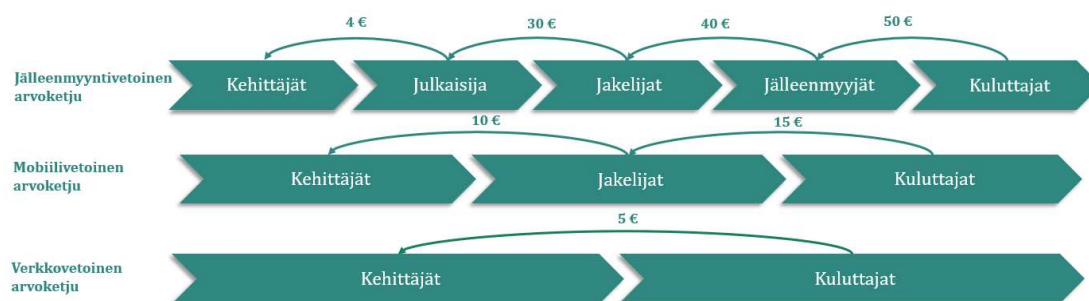 4 €
30 €
40 €
50 €
Jälleenmyyntivetoinen
arvoketju
Kehittäjät
Julkaisija
Jakelijat
Jälleenmyyjät
Kuluttajat
10 €
15 €
Mobiilivetoinen
arvoketju
Kehittäjät
Jakelijat
Kuluttajat
5 €
Verkkovetoinen
arvoketju
Kehittäjät
Kuluttajat